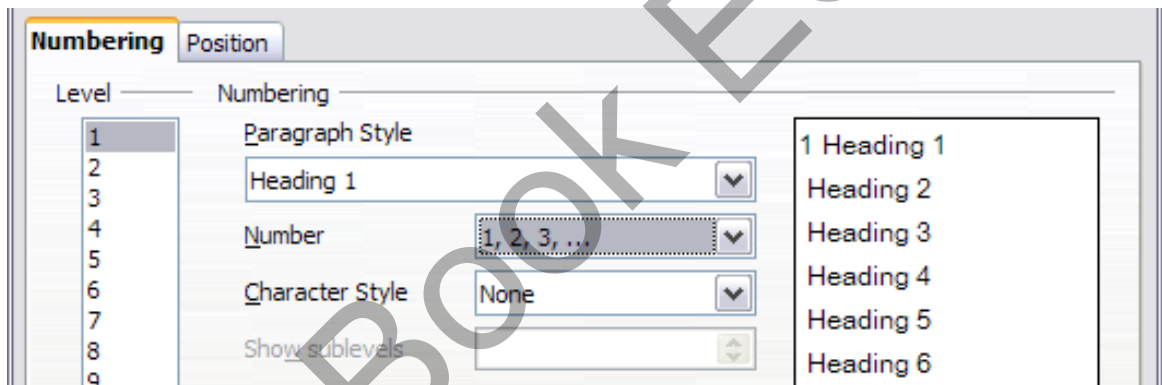 Numbering Position
Level Numbering
1
2
3
4
5
6
7
8
9
Paragraph Style
Heading 1
Number 1, 2, 3, ...
Character Style None
Show sublevels
1 Heading 1
Heading 2
Heading 3
Heading 4
Heading 5
Heading 6
Book